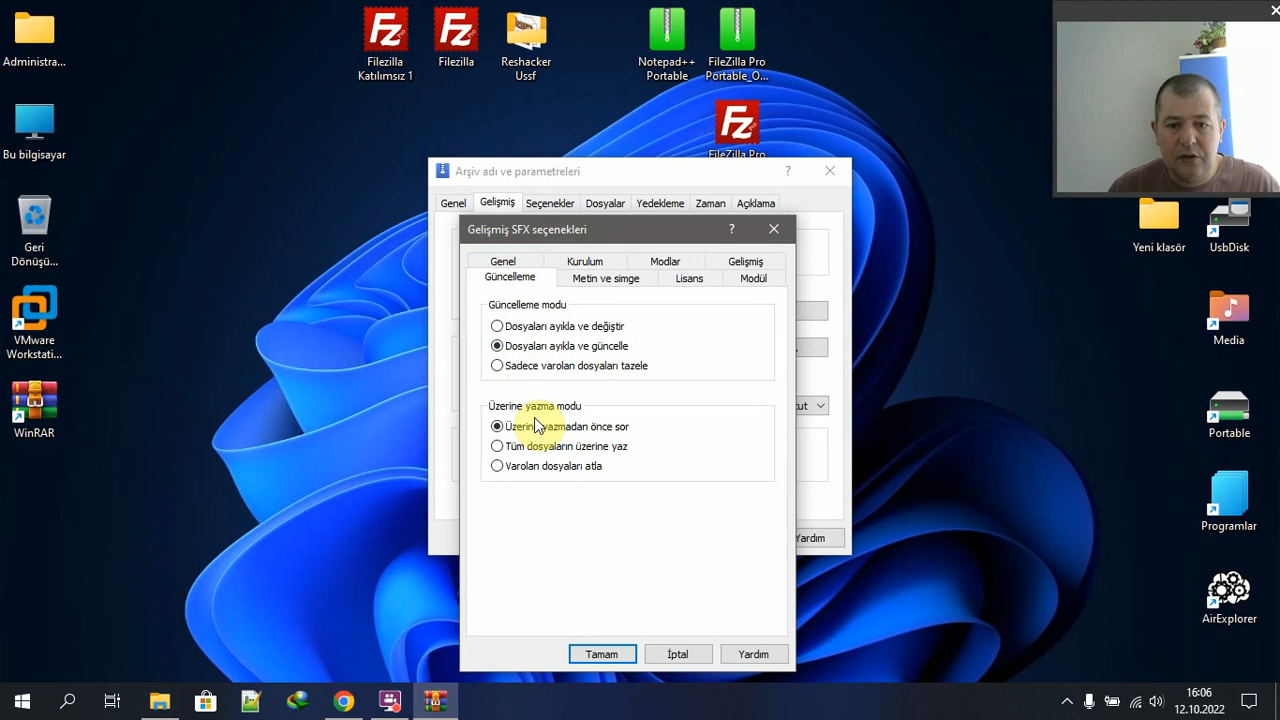 Administra...
Filezilla
Katılımsız 1
Filezilla
Reshacker
Ussf
Notepad++
Portable
FileZilla Pro
Portable_O...
Bu bilgisayar
FileZilla Pro
Geri
Dönüşü...
Yeni klasör
UsbDisk
VMware
Workstati...
Media
WinRAR
Portable
Programlar
AirExplorer
Arşiv adı ve parametreleri
?
Genel
Gelişmiş
Seçenekler
Dosyalar
Yedekleme
Zaman
Açıklama
Gelişmiş SFX seçenekleri
?
Genel
Kurulum
Modlar
Gelişmiş
Güncelleme
Metin ve simge
Lisans
Modül
Güncelleme modu
Dosyaları ayıkla ve değiştir
Dosyaları ayıkla ve güncelle
Sadece varolan dosyaları tazele
Üzerine yazma modu
Üzerine yazmadan önce sor
Tüm dosyaların üzerine yaz
Varolan dosyaları atla
Tamam
İptal
Yardım
Yardım
16:06
12.10.2022